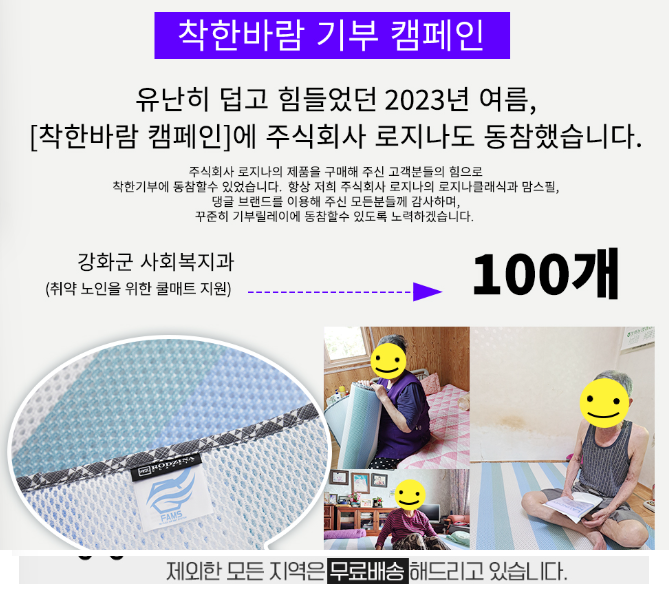 착한바람 기부 캠페인
유난히 덥고 힘들었던 2023년 여름,
[착한바람 캠페인]에 주식회사 로지나도 동참했습니다.
주식회사 로지나의 제품을 구매해 주신 고객분들의 힘으로
착한기부에 동참할수 있었습니다. 항상 저희 주식회사 로지나의 로지나클래식과 맘스필,
댕글 브랜드를 이용해 주신 모든분들께 감사하며,
꾸준히 기부릴레이에 동참할수 있도록 노력하겠습니다.
강화군 사회복지과
(취약 노인을 위한 쿨매트 지원)
100개
FAMS
제외한 모든 지역은 무료배송 해드리고 있습니다.